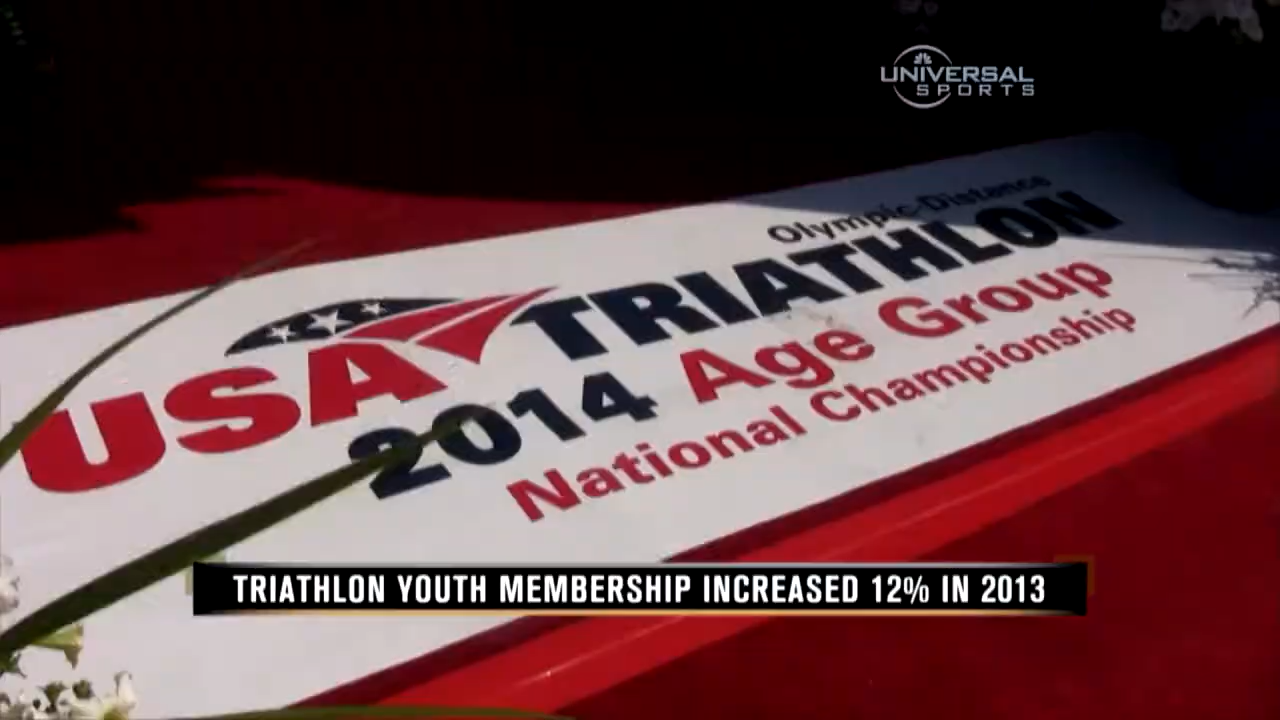 UNIVERSAL
SPORTS
Olympic-Distance
USA TRIATHLON
2014 Age Group
National Championship
TRIATHLON YOUTH MEMBERSHIP INCREASED 12% IN 2013